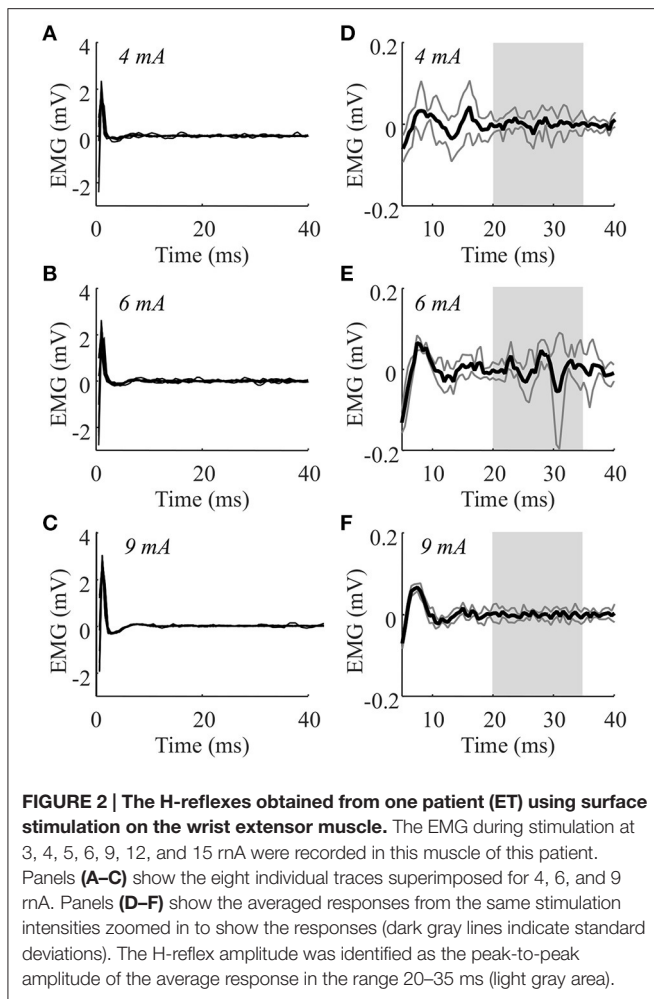 A
4 mA
EMG (mV)
4
2
0
-2
0
20
40
Time (ms)
D
4 mA
EMG (mV)
0.2
0
-0.2
10
20
30
40
Time (ms)
B
6 mA
EMG (mV)
4
2
0
-2
0
20
40
Time (ms)
E
6 mA
EMG (mV)
0.2
0
-0.2
10
20
30
40
Time (ms)
C
9 mA
EMG (mV)
4
2
0
-2
0
20
40
Time (ms)
F
9 mA
EMG (mV)
0.2
0
-0.2
10
20
30
40
Time (ms)
FIGURE 2 | The H-reflexes obtained from one patient (ET) using surface
stimulation on the wrist extensor muscle. The EMG during stimulation at
3, 4, 5, 6, 9, 12, and 15 rnA were recorded in this muscle of this patient.
Panels (A–C) show the eight individual traces superimposed for 4, 6, and 9
rnA. Panels (D–F) show the averaged responses from the same stimulation
intensities zoomed in to show the responses (dark gray lines indicate standard
deviations). The H-reflex amplitude was identified as the peak-to-peak
amplitude of the average response in the range 20–35 ms (light gray area).